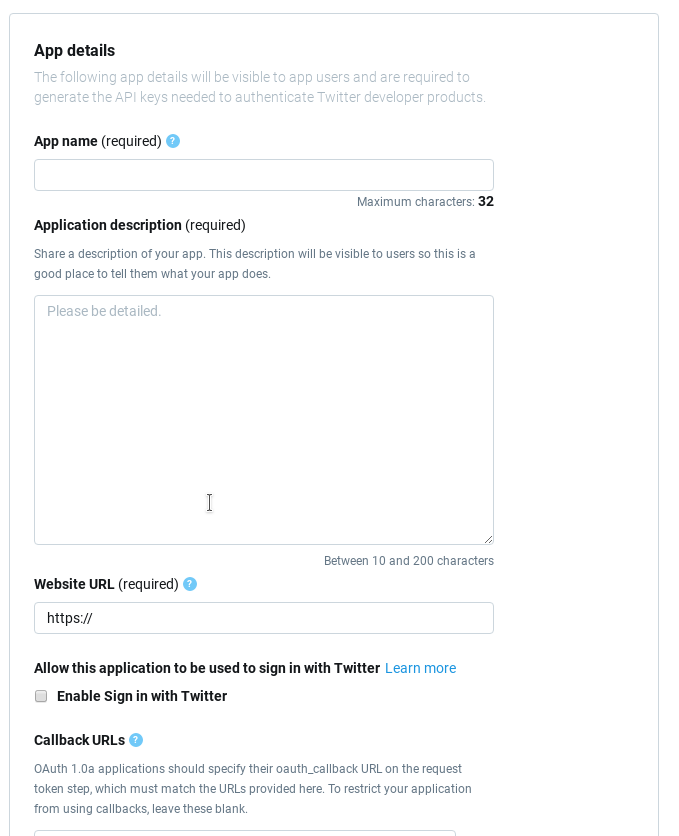 App details
The following app details will be visible to app users and are required to
generate the API keys needed to authenticate Twitter developer products.
App name (required) ?
Maximum characters: 32
Application description (required)
Share a description of your app. This description will be visible to users so this is a
good place to tell them what your app does.
Please be detailed.
Between 10 and 200 characters
Website URL (required) ?
https://
Allow this application to be used to sign in with Twitter Learn more
Enable Sign in with Twitter
Callback URLs ?
OAuth 1.0a applications should specify their oauth_callback URL on the request
token step, which must match the URLs provided here. To restrict your application
from using callbacks, leave these blank.